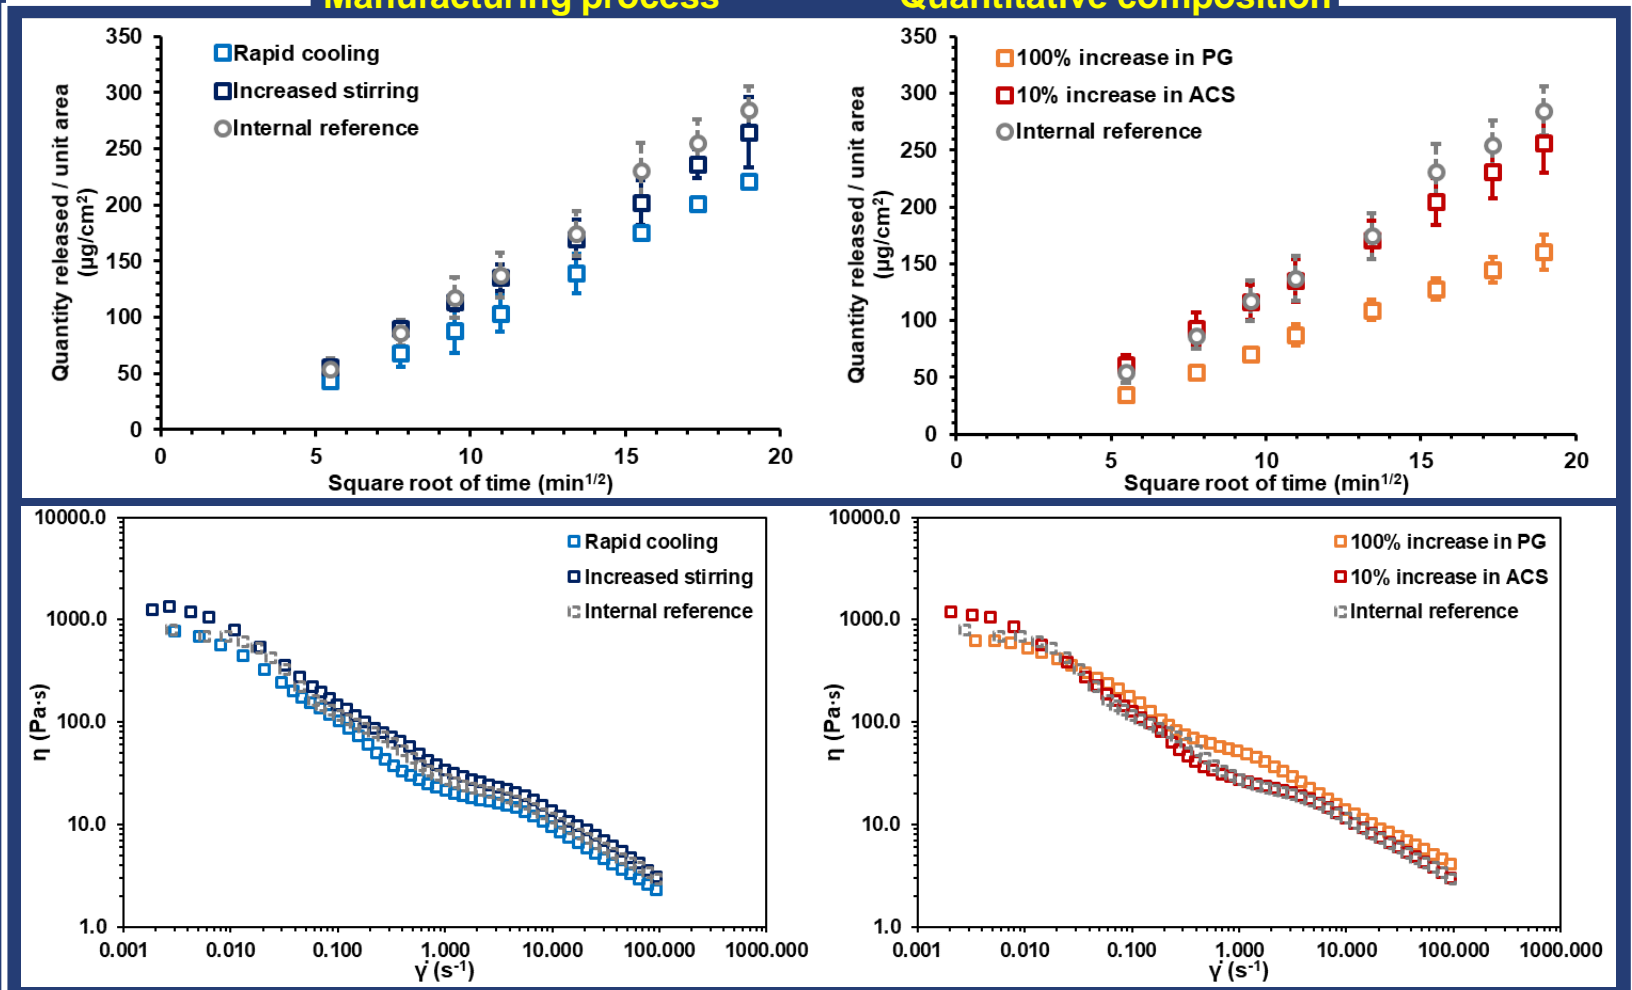 Manufacturing process
Quantitative composition
350
300
250
200
150
100
50
0
Quantity released / unit area
(µg/cm²)
Rapid cooling
Increased stirring
Internal reference
0 5 10 15 20
Square root of time (min¹/²)
350
300
250
200
150
100
50
0
Quantity released / unit area
(µg/cm²)
100% increase in PG
10% increase in ACS
Internal reference
0 5 10 15 20
Square root of time (min¹/²)
10000.0
1000.0
100.0
10.0
1.0
η (Pa·s)
Rapid cooling
Increased stirring
Internal reference
0.001 0.010 0.100 1.000 10.000 100.000 1000.000
γ̇ (s⁻¹)
10000.0
1000.0
100.0
10.0
1.0
η (Pa·s)
100% increase in PG
10% increase in ACS
Internal reference
0.001 0.010 0.100 1.000 10.000 100.000 1000.000
γ̇ (s⁻¹)